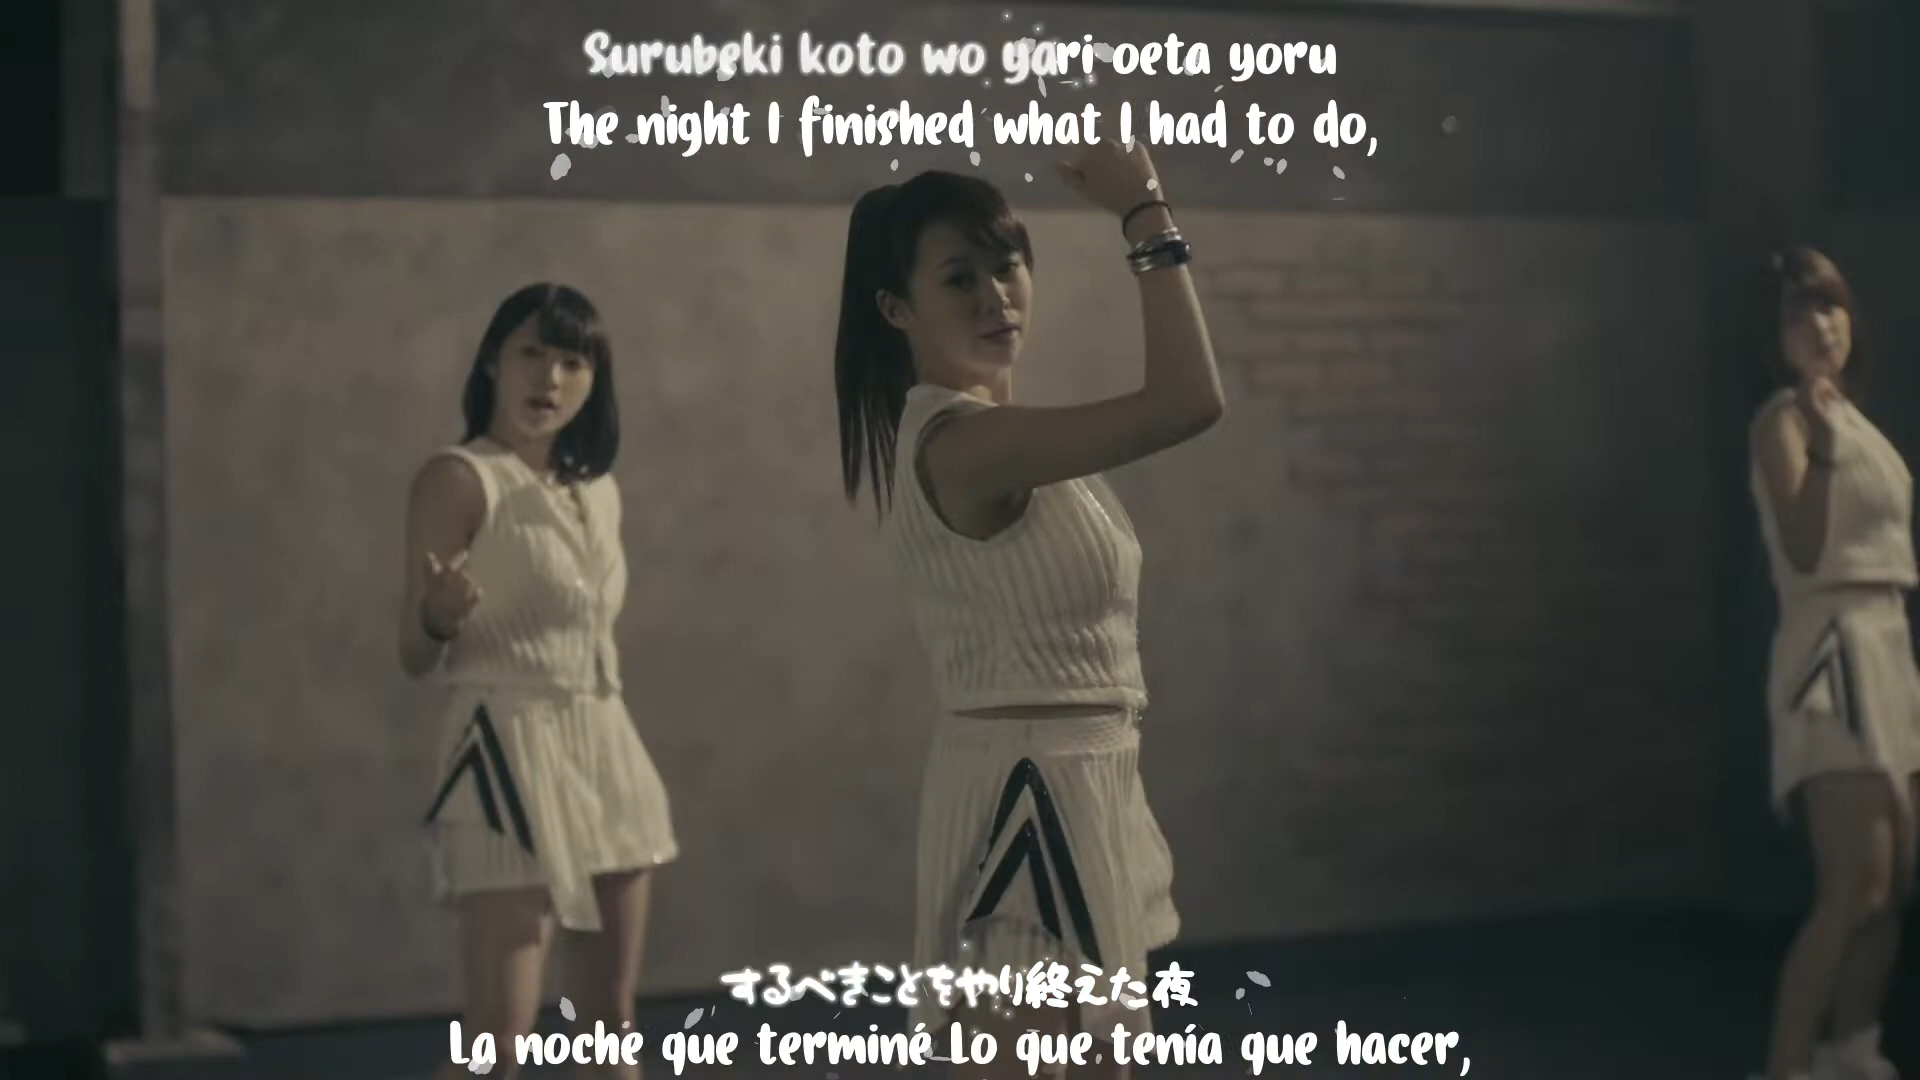 Surubeki koto wo yari oeta yoru
The night I finished what I had to do,
するべきことをやり終えた夜
La noche que terminé Lo que tenía que hacer,